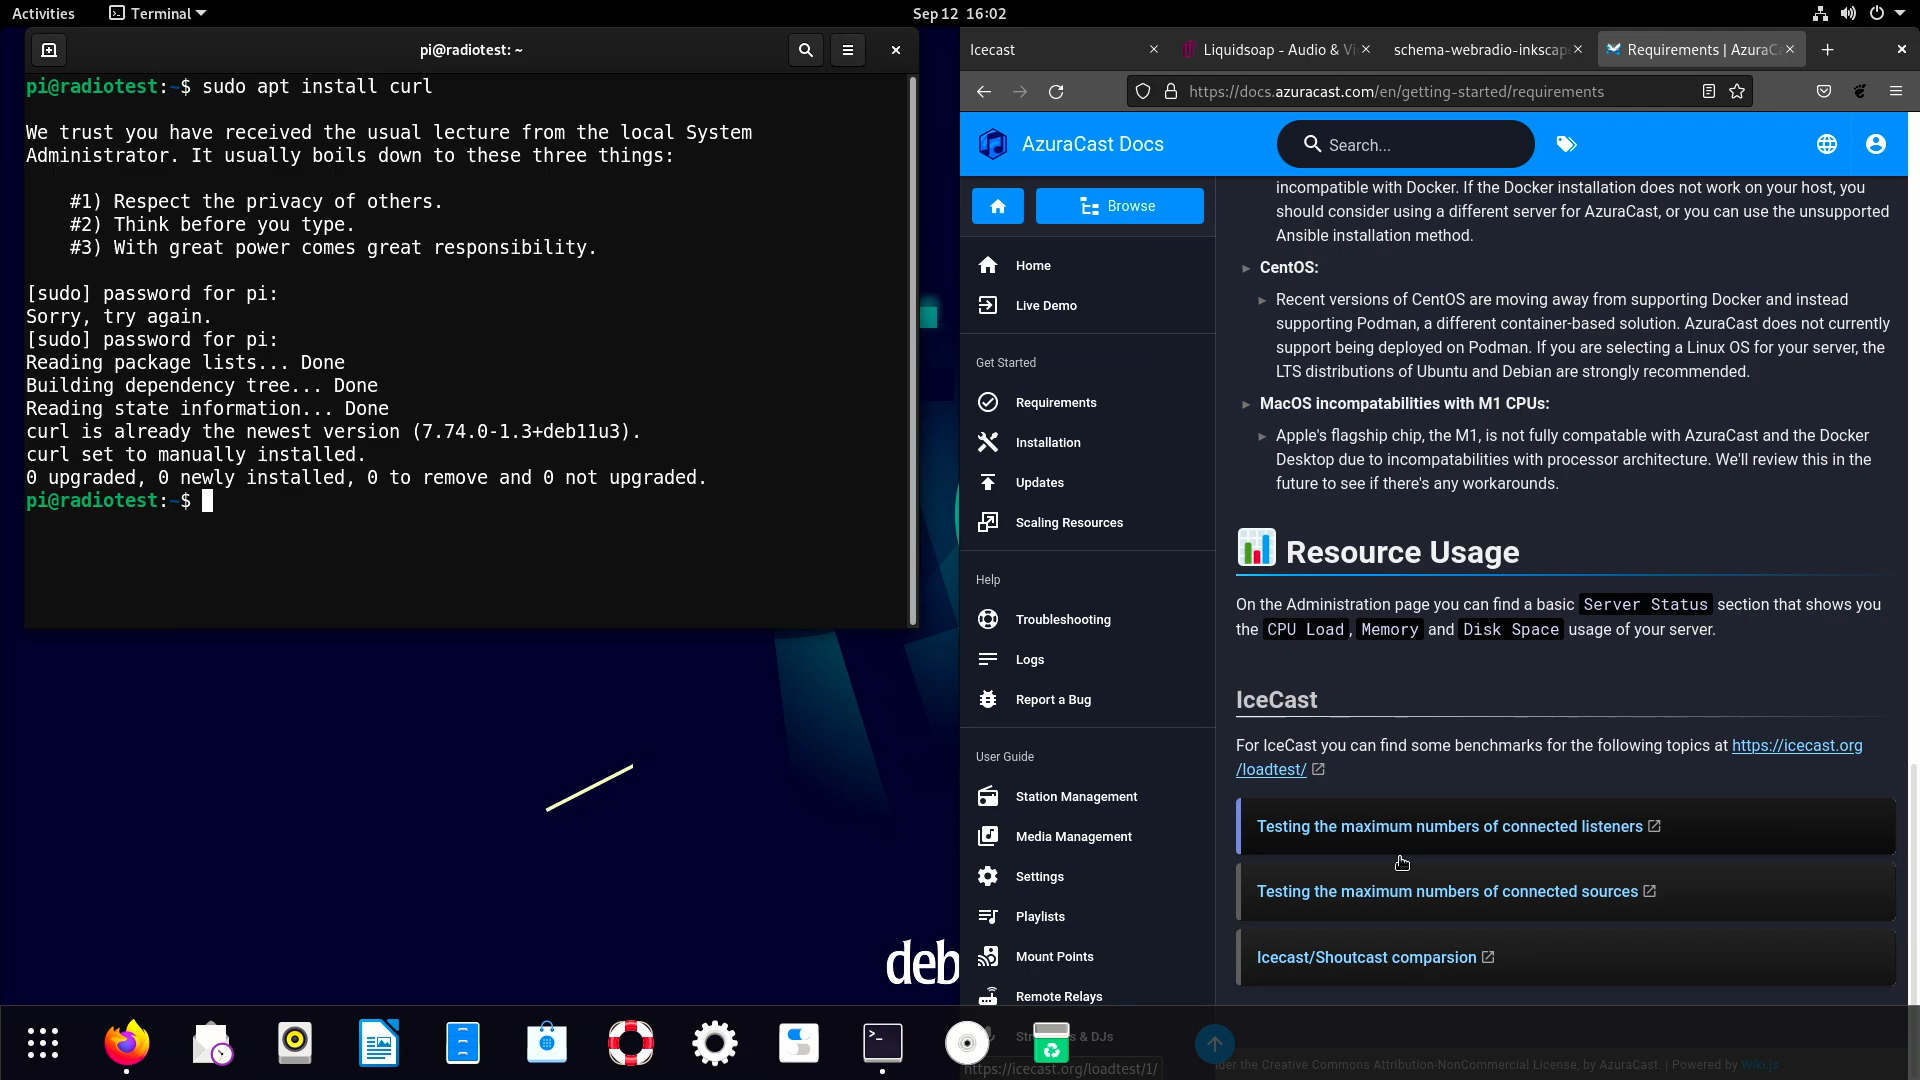 Activities
Terminal
Sep 12 16:02
pi@radiotest: ~
pi@radiotest:~$ sudo apt install curl
We trust you have received the usual lecture from the local System
Administrator. It usually boils down to these three things:
#1) Respect the privacy of others.
#2) Think before you type.
#3) With great power comes great responsibility.
[sudo] password for pi:
Sorry, try again.
[sudo] password for pi:
Reading package lists... Done
Building dependency tree... Done
Reading state information... Done
curl is already the newest version (7.74.0-1.3+deb11u3).
curl set to manually installed.
0 upgraded, 0 newly installed, 0 to remove and 0 not upgraded.
pi@radiotest:~$
deb
Icecast
Liquidsoap - Audio & Vi
schema-webradio-inkscap
Requirements | AzuraC
https://docs.azuracast.com/en/getting-started/requirements
AzuraCast Docs
Search...
Browse
Home
Live Demo
Get Started
Requirements
Installation
Updates
Scaling Resources
Help
Troubleshooting
Logs
Report a Bug
User Guide
Station Management
Media Management
Settings
Playlists
Mount Points
Remote Relays
incompatible with Docker. If the Docker installation does not work on your host, you
should consider using a different server for AzuraCast, or you can use the unsupported
Ansible installation method.
CentOS:
Recent versions of CentOS are moving away from supporting Docker and instead
supporting Podman, a different container-based solution. AzuraCast does not currently
support being deployed on Podman. If you are selecting a Linux OS for your server, the
LTS distributions of Ubuntu and Debian are strongly recommended.
MacOS incompatabilities with M1 CPUs:
Apple's flagship chip, the M1, is not fully compatable with AzuraCast and the Docker
Desktop due to incompatabilities with processor architecture. We'll review this in the
future to see if there's any workarounds.
Resource Usage
On the Administration page you can find a basic Server Status section that shows you
the CPU Load, Memory and Disk Space usage of your server.
IceCast
For IceCast you can find some benchmarks for the following topics at https://icecast.org
/loadtest/
Testing the maximum numbers of connected listeners
Testing the maximum numbers of connected sources
Icecast/Shoutcast comparsion
& DJs
https://icecast.org/loadtest/1/
the Creative Commons Attribution-NonCommercial License, by AzuraCast. | Powered by Wiki.js